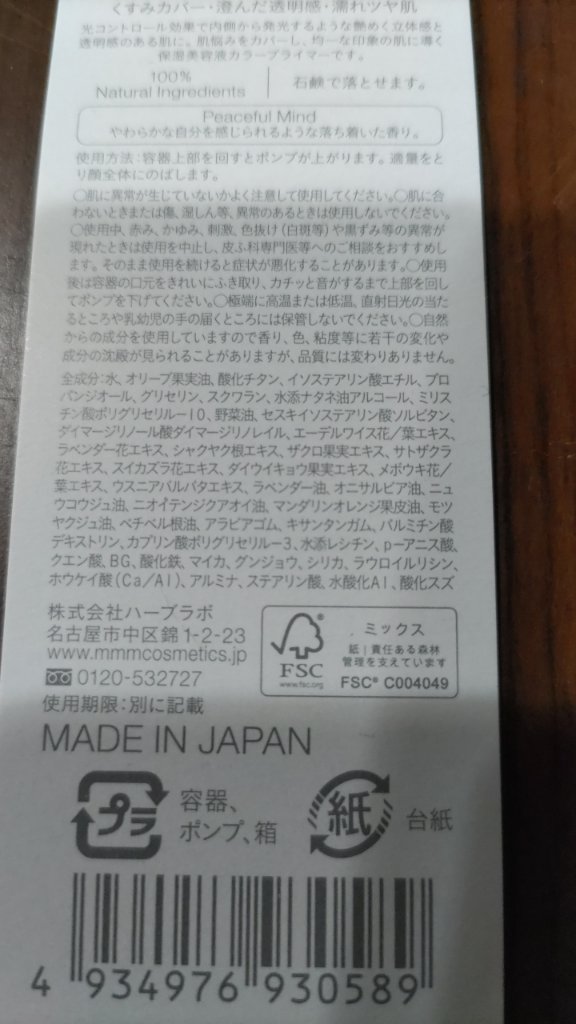 くすみカバー・澄んだ透明感・濡れツヤ肌
光コントロール効果で内側から発光するような艶めく立体感と
透明感のある肌に。肌悩みをカバーし、均一な印象の肌に導く
保湿美容液カラープライマーです。
100%
Natural Ingredients
石鹸で落とせます。
Peaceful Mind
やわらかな自分を感じられるような落ち着いた香り。
使用方法：容器上部を回すとポンプが上がります。適量をと
り顔全体にのばします。
○肌に異常が生じていないかよく注意して使用してください。○肌に合
わないときまたは傷、湿しん等、異常のあるときは使用しないでください。
○使用中、赤み、かゆみ、刺激、色抜け(白斑等)や黒ずみ等の異常が
現れたときは使用を中止し、皮ふ科専門医等へのご相談をおすすめし
ます。そのまま使用を続けると症状が悪化することがあります。○使用
後は容器の口元をきれいにふき取り、カチッと音がするまで上部を回し
てポンプを下げてください。○極端に高温または低温、直射日光の当た
るところや乳幼児の手の届くところには保管しないでください。○自然
からの成分を使用していますので香り、色、粘度等に若干の変化や
成分の沈殿が見られることがありますが、品質には変わりありません。
全成分：水、オリーブ果実油、酸化チタン、イソステアリン酸エチル、プロ
パンジオール、グリセリン、スクワラン、水添ナタネ油アルコール、ミリス
チン酸ポリグリセリル-10、野菜油、セスキイソステアリン酸ソルビタン、
ダイマージリノール酸ダイマージリノレイル、エーデルワイス花/葉エキス、
ラベンダー花エキス、シャクヤク根エキス、ザクロ果実エキス、サトザクラ
花エキス、スイカズラ花エキス、ダイウイキョウ果実エキス、メボウキ花/
葉エキス、ウスニアバルバタエキス、ラベンダー油、オニサルビア油、ニュ
ウコウジュ油、ニオイテンジクアオイ油、マンダリンオレンジ果皮油、モツ
ヤクジュ油、ベチベル根油、アラビアゴム、キサンタンガム、パルミチン酸
デキストリン、カプリン酸ポリグリセリル-3、水添レシチン、p-アニス酸、
クエン酸、BG、酸化鉄、マイカ、グンジョウ、シリカ、ラウロイルリシン、
ホウケイ酸(Ca/Al)、アルミナ、ステアリン酸、水酸化Al、酸化スズ
株式会社ハーブラボ
名古屋市中区錦1-2-23
www.mmmcosmetics.jp
0120-532727
使用期限：別に記載
FSC
www.fsc.org
ミックス
紙｜責任ある森林
管理を支えています
FSC® C004049
MADE IN JAPAN
プラ
容器、
ポンプ、箱
紙
台紙
4 934976 930589